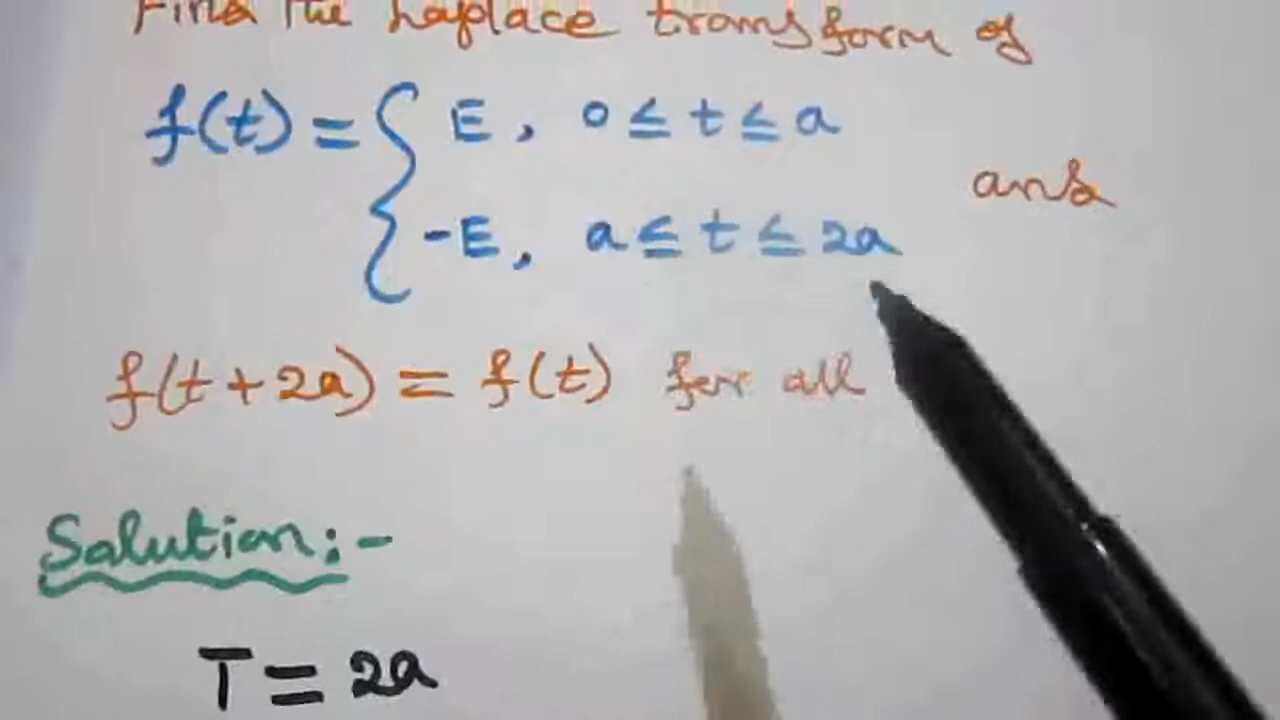 Find the Laplace transform of
f(t) = { E, 0 ≤ t ≤ a
-E, a ≤ t ≤ 2a
and
f(t+2a) = f(t) for all
Solution:-
T = 2a